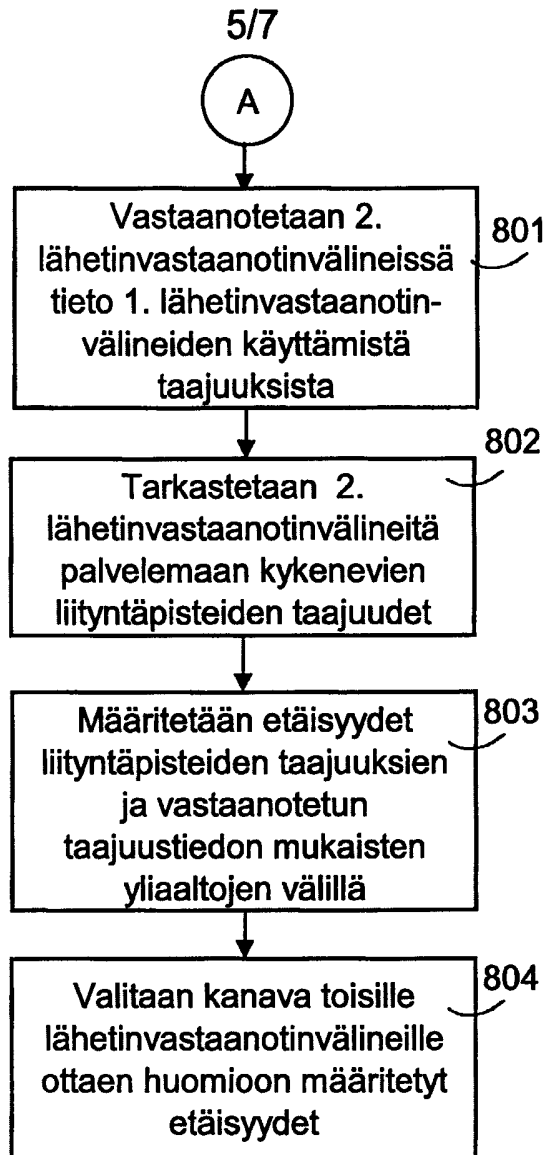 5/7
A
Vastaanotetaan 2.
lähetinvastaanotinvälineissä
tieto 1. lähetinvastaanotin-
välineiden käyttämistä
taajuuksista
801
Tarkastetaan 2.
lähetinvastaanotinvälineitä
palvelemaan kykenevien
liityntäpisteiden taajuudet
802
Määritetään etäisyydet
liityntäpisteiden taajuuksien
ja vastaanotetun
taajuustiedon mukaisten
yliaaltojen välillä
803
Valitaan kanava toisille
lähetinvastaanotinvälineille
ottaen huomioon määritetyt
etäisyydet
804